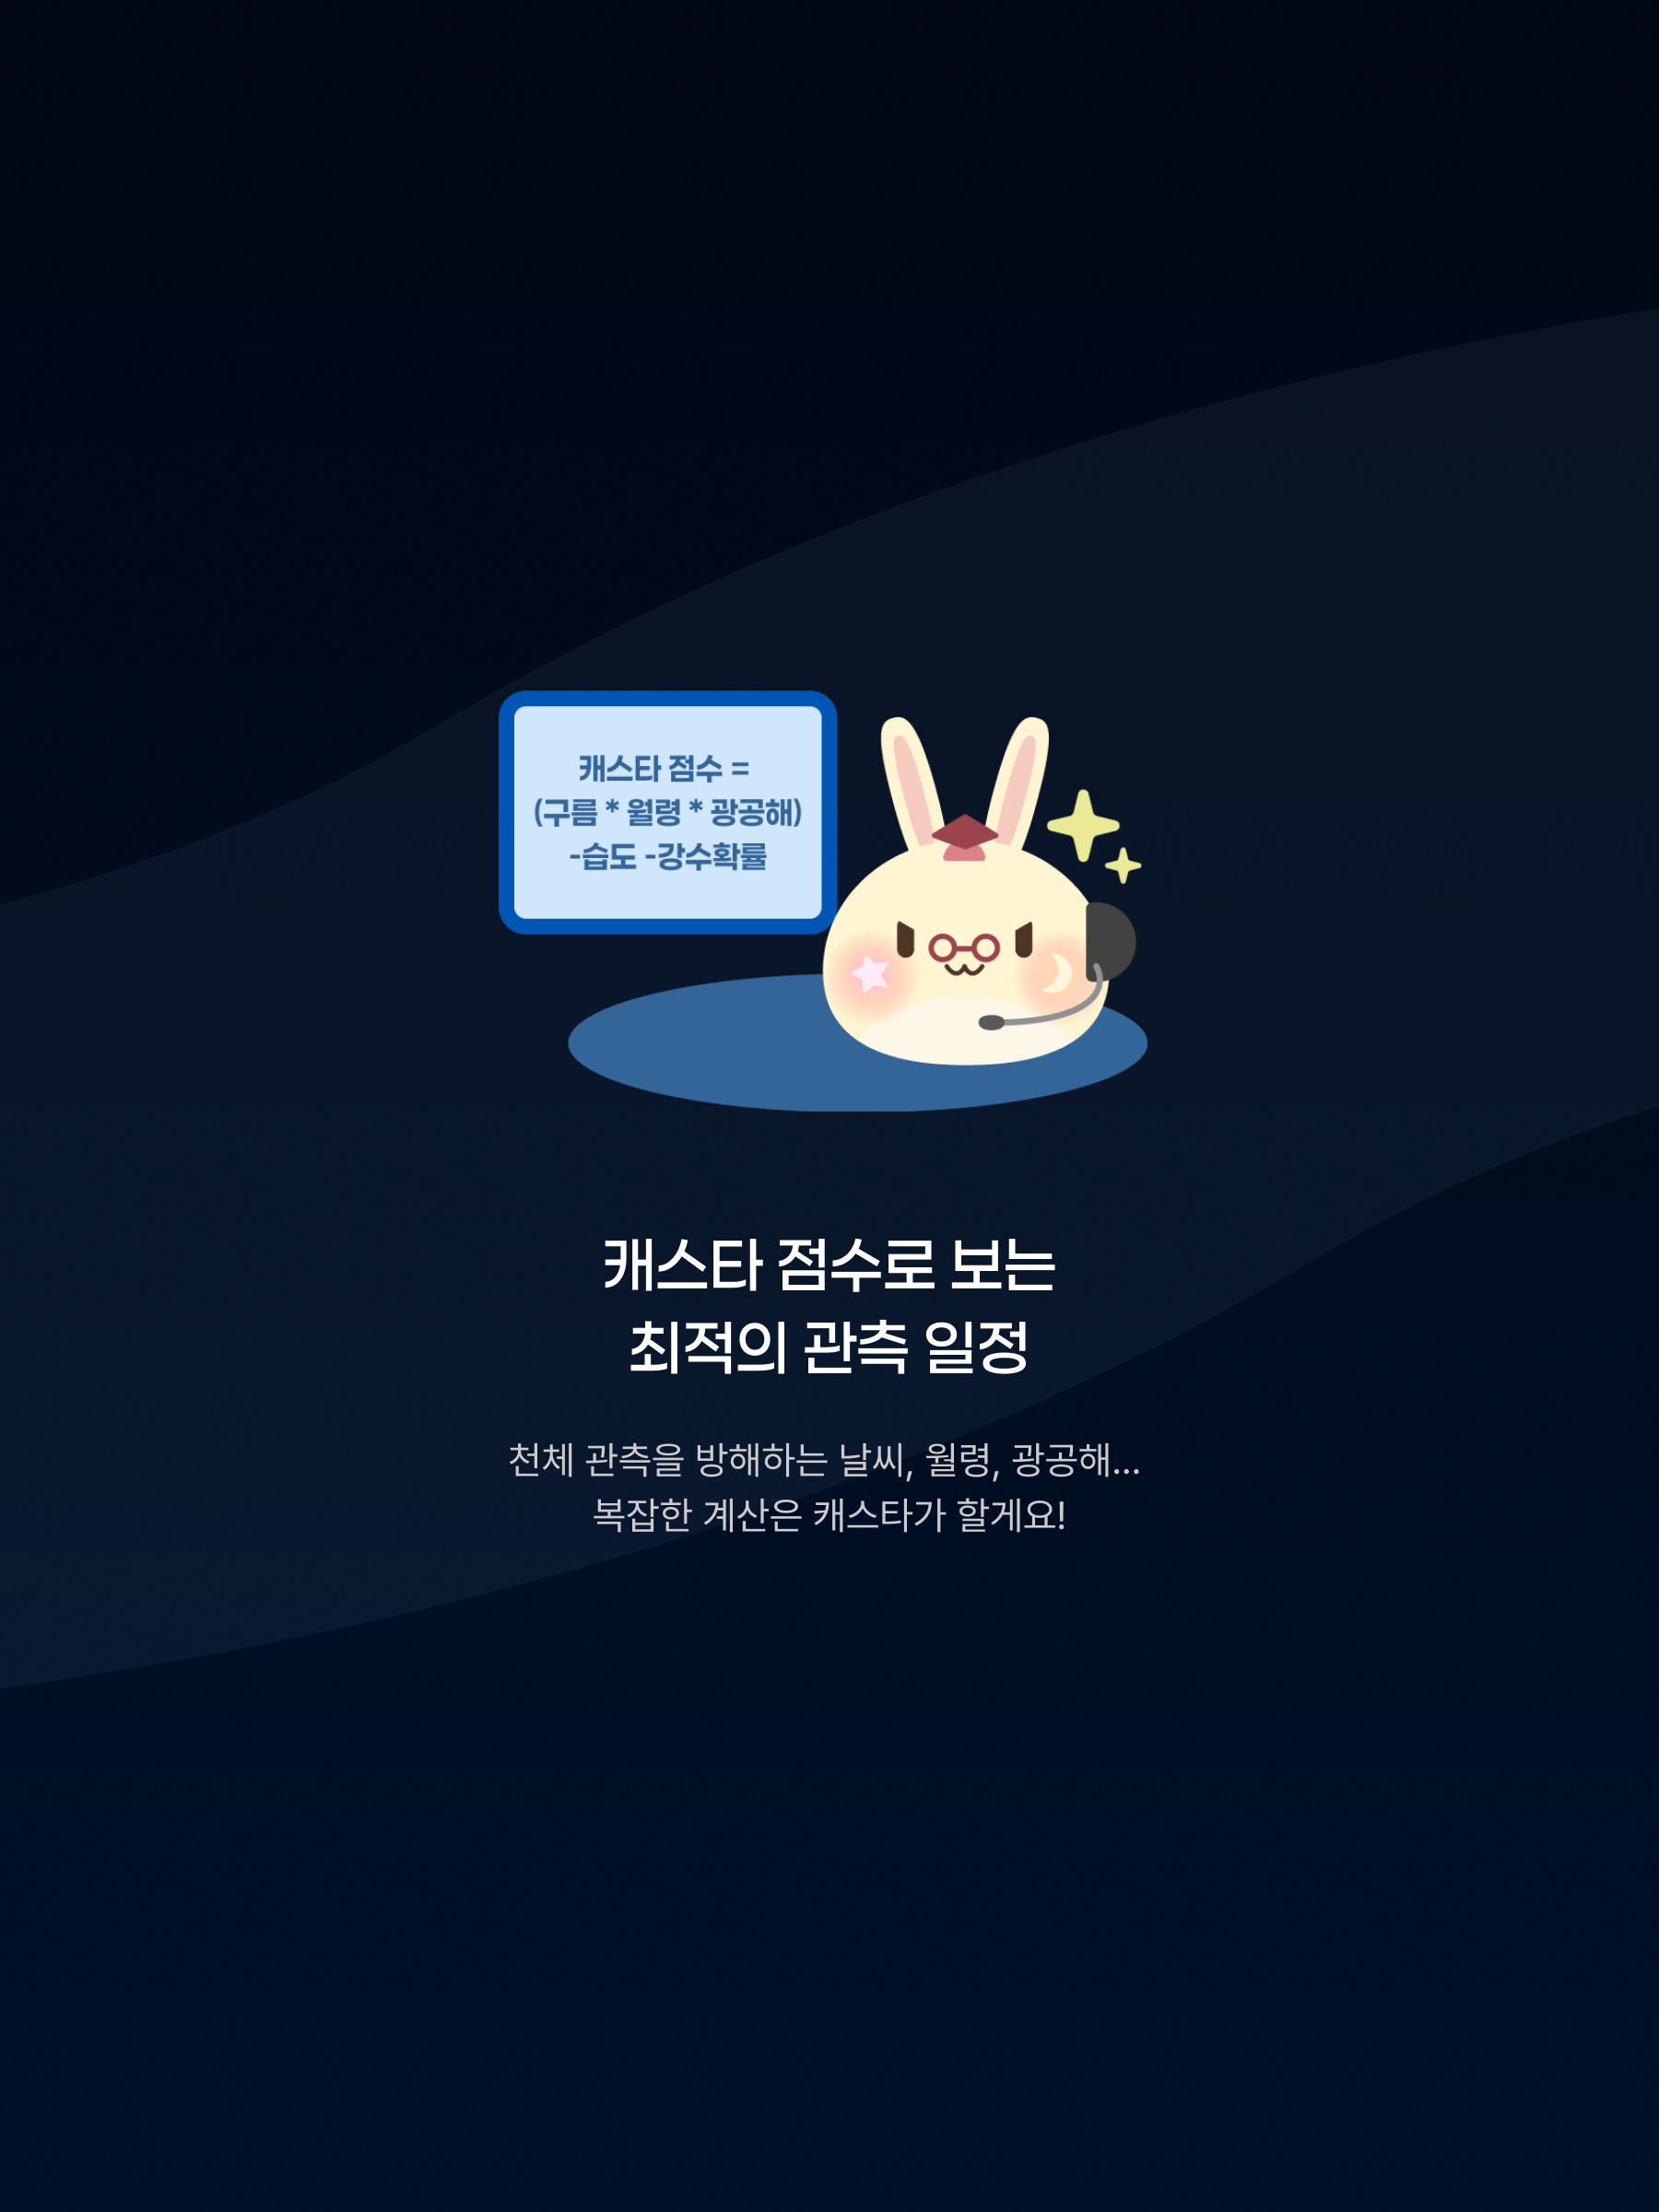 캐스타 점수 =
(구름 * 월령 * 광공해)
-습도 -강수확률
캐스타 점수로 보는
최적의 관측 일정
천체 관측을 방해하는 날씨, 월령, 광공해...
복잡한 계산은 캐스타가 할게요!